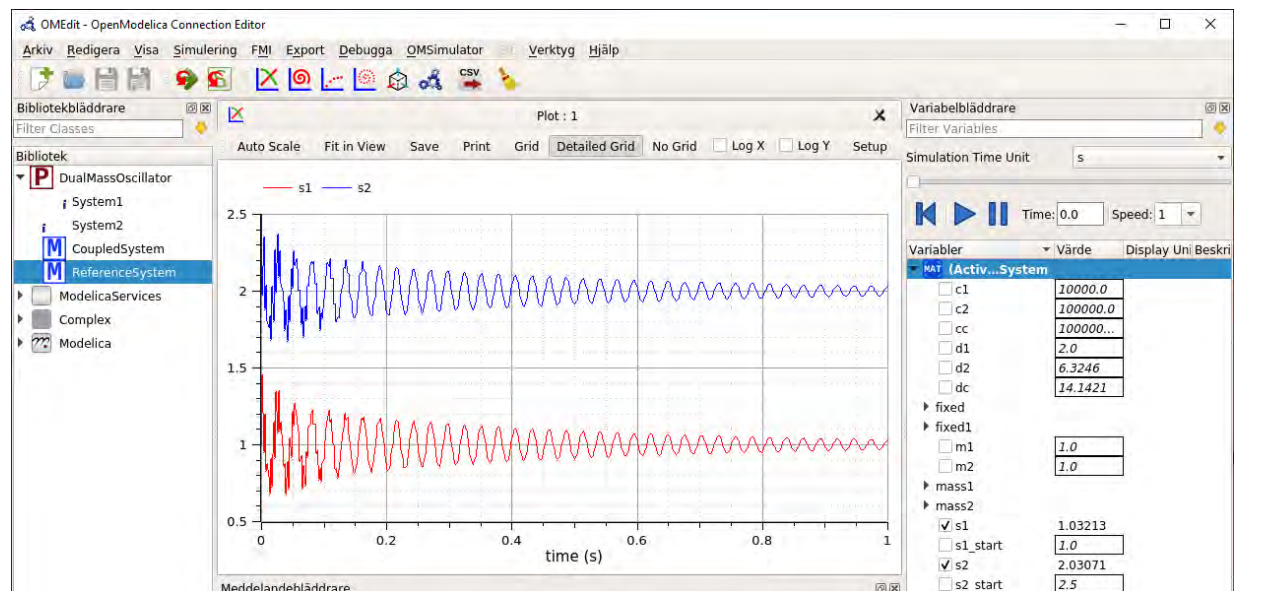 OMEdit - OpenModelica Connection Editor
Arkiv Redigera Visa Simulering FMI Export Debugga OMSimulator Verktyg Hjälp
CSV
Bibliotekbläddrare
Filter Classes
Bibliotek
P DualMassOscillator
i System1
i System2
M CoupledSystem
M ReferenceSystem
ModelicaServices
Complex
Modelica
Plot : 1
Auto Scale Fit in View Save Print Grid Detailed Grid No Grid Log X Log Y Setup
s1 s2
2.5
2
1.5
1
0.5
0 0.2 0.4 0.6 0.8 1
time (s)
Meddelandebläddrare
Variabelbläddrare
Filter Variables
Simulation Time Unit s
Time: 0.0 Speed: 1
Variabler Värde Display Uni Beskri
MAT (Activ...System
c1 10000.0
c2 100000.0
cc 100000...
d1 2.0
d2 6.3246
dc 14.1421
fixed
fixed1
m1 1.0
m2 1.0
mass1
mass2
s1 1.03213
s1_start 1.0
s2 2.03071
s2_start 2.5